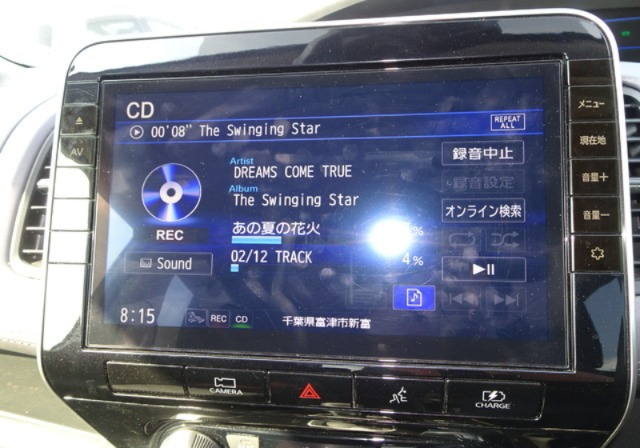 CD
00'08" The Swinging Star
REPEAT
ALL
Artist
DREAMS COME TRUE
Album
The Swinging Star
あの夏の花火
%
02/12 TRACK
4%
REC
Sound
録音中止
録音設定
オンライン検索
8:15
REC
CD
千葉県富津市新富
AV
メニュー
現在地
音量＋
音量－
CAMERA
CHARGE